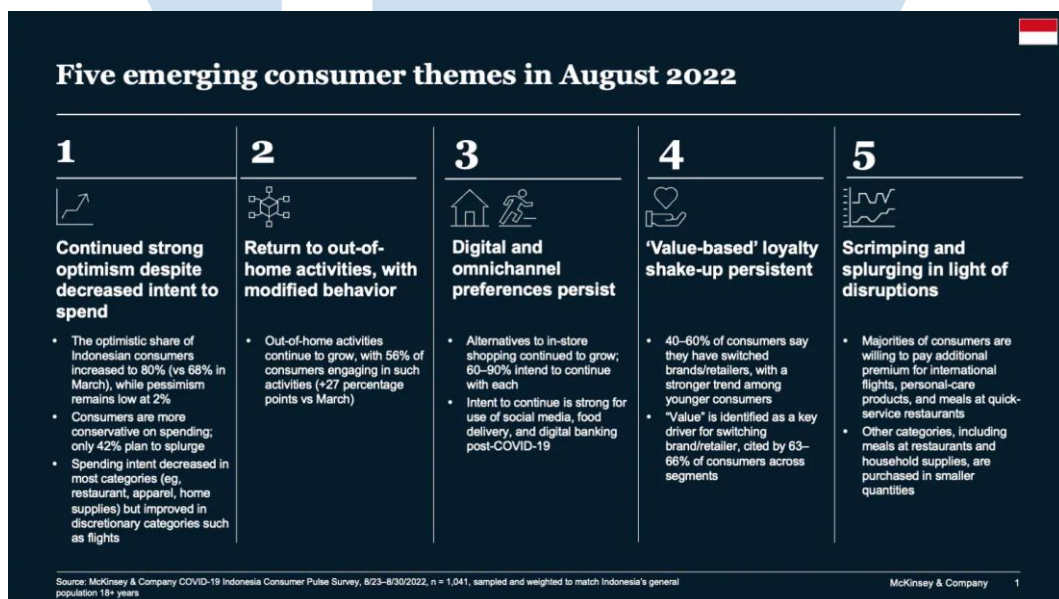 Five emerging consumer themes in August 2022
1
Continued strong
optimism despite
decreased intent to
spend
• The optimistic share of
Indonesian consumers
increased to 80% (vs 68% in
March), while pessimism
remains low at 2%
• Consumers are more
conservative on spending;
only 42% plan to splurge
• Spending intent decreased in
most categories (eg,
restaurant, apparel, home
supplies) but improved in
discretionary categories such
as flights
2
Return to out-of-
home activities, with
modified behavior
• Out-of-home activities
continue to grow, with 56% of
consumers engaging in such
activities (+27 percentage
points vs March)
3
Digital and
omnichannel
preferences persist
• Alternatives to in-store
shopping continued to grow;
60–90% intend to continue
with each
• Intent to continue is strong for
use of social media, food
delivery, and digital banking
post-COVID-19
4
‘Value-based’ loyalty
shake-up persistent
• 40–60% of consumers say
they have switched
brands/retailers, with a
stronger trend among
younger consumers
• “Value” is identified as a key
driver for switching
brand/retailer, cited by 63–
66% of consumers across
segments
5
Scrimping and
splurging in light of
disruptions
• Majorities of consumers are
willing to pay additional
premium for international
flights, personal-care
products, and meals at quick-
service restaurants
• Other categories, including
meals at restaurants and
household supplies, are
purchased in smaller
quantities
Source: McKinsey & Company COVID-19 Indonesia Consumer Pulse Survey, 8/23–8/30/2022, n = 1,041, sampled and weighted to match Indonesia's general
population 18+ years
McKinsey & Company 1